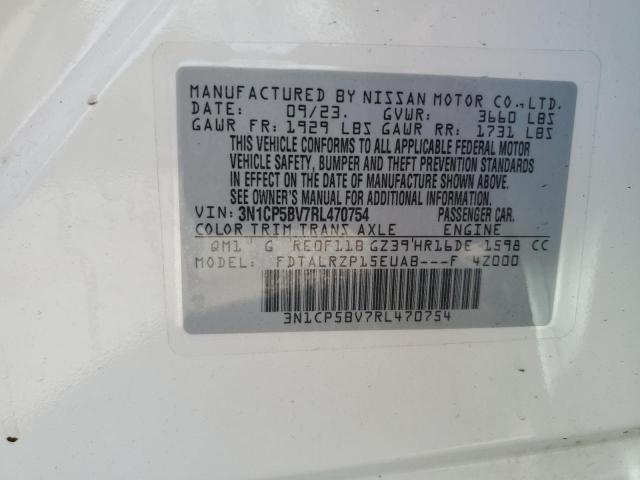 MANUFACTURED BY NISSAN MOTOR CO.,LTD.
DATE: 09/23. GVWR: 3660 LBS
GAWR FR: 1929 LBS GAWR RR: 1731 LBS
THIS VEHICLE CONFORMS TO ALL APPLICABLE FEDERAL MOTOR
VEHICLE SAFETY, BUMPER AND THEFT PREVENTION STANDARDS
IN EFFECT ON THE DATE OF MANUFACTURE SHOWN ABOVE.
SEE OWNER'S MANUAL FOR ADDITIONAL INFORMATION.
VIN: 3N1CP5BV7RL470754 PASSENGER CAR.
COLOR TRIM TRANS AXLE ENGINE
QM1 G RE0F11B GZ39 HR16DE 1598 CC
MODEL: FDTALRZP15EUAB---F 4Z000
3N1CP5BV7RL470754